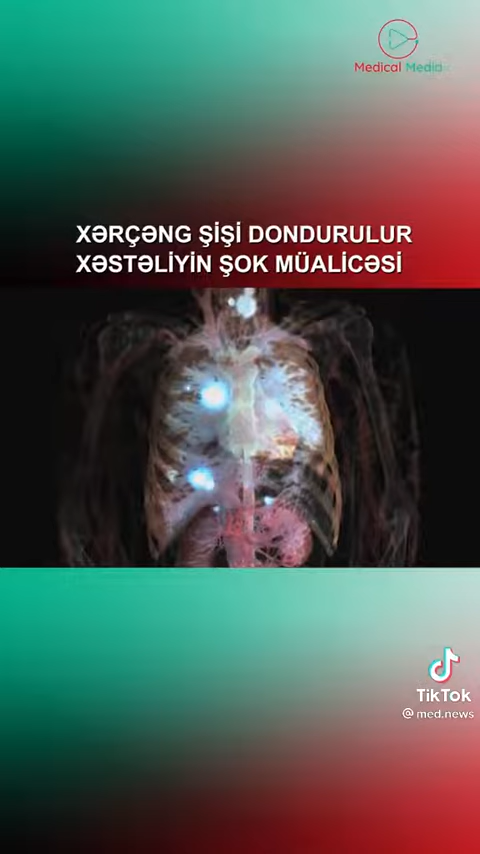 Medical Media
XƏRÇƏNG ŞİŞİ DONDURULUR
XƏSTƏLİYİN ŞOK MÜALİCƏSİ
TikTok
@med.news